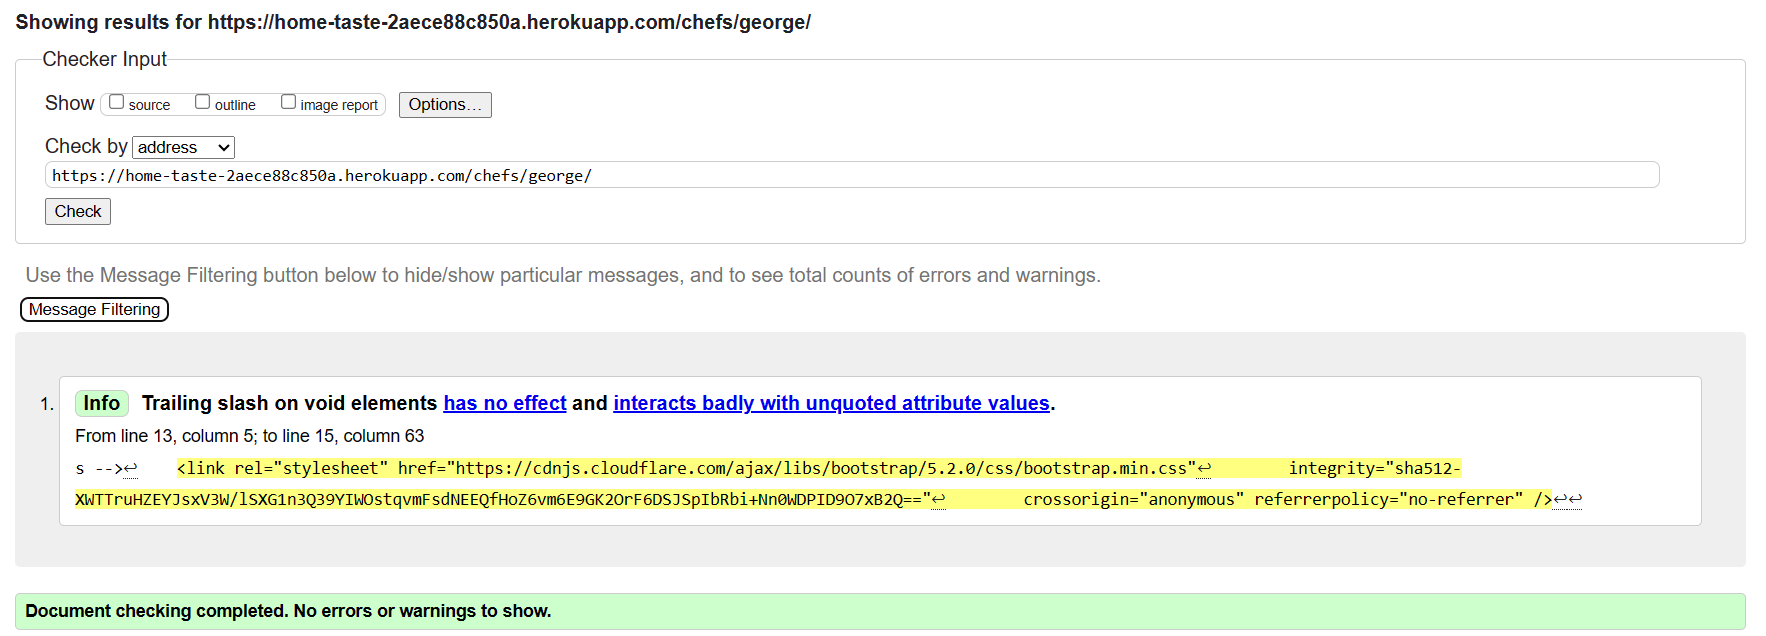 Showing results for https://home-taste-2aece88c850a.herokuapp.com/chefs/george/
Checker Input
Show source outline image report Options...
Check by address
https://home-taste-2aece88c850a.herokuapp.com/chefs/george/
Check
Use the Message Filtering button below to hide/show particular messages, and to see total counts of errors and warnings.
Message Filtering
1. Info Trailing slash on void elements has no effect and interacts badly with unquoted attribute values.
From line 13, column 5; to line 15, column 63
s -->↩ <link rel="stylesheet" href="https://cdnjs.cloudflare.com/ajax/libs/bootstrap/5.2.0/css/bootstrap.min.css"↩ integrity="sha512-
XWTTruHZEYJsxV3W/lSXG1n3Q39YIWOstqvmFsdNEEQfHoZ6vm6E9GK2OrF6DSJSpIbRbi+Nn0WDPID9O7xB2Q=="↩ crossorigin="anonymous" referrerpolicy="no-referrer" />↩↩
Document checking completed. No errors or warnings to show.